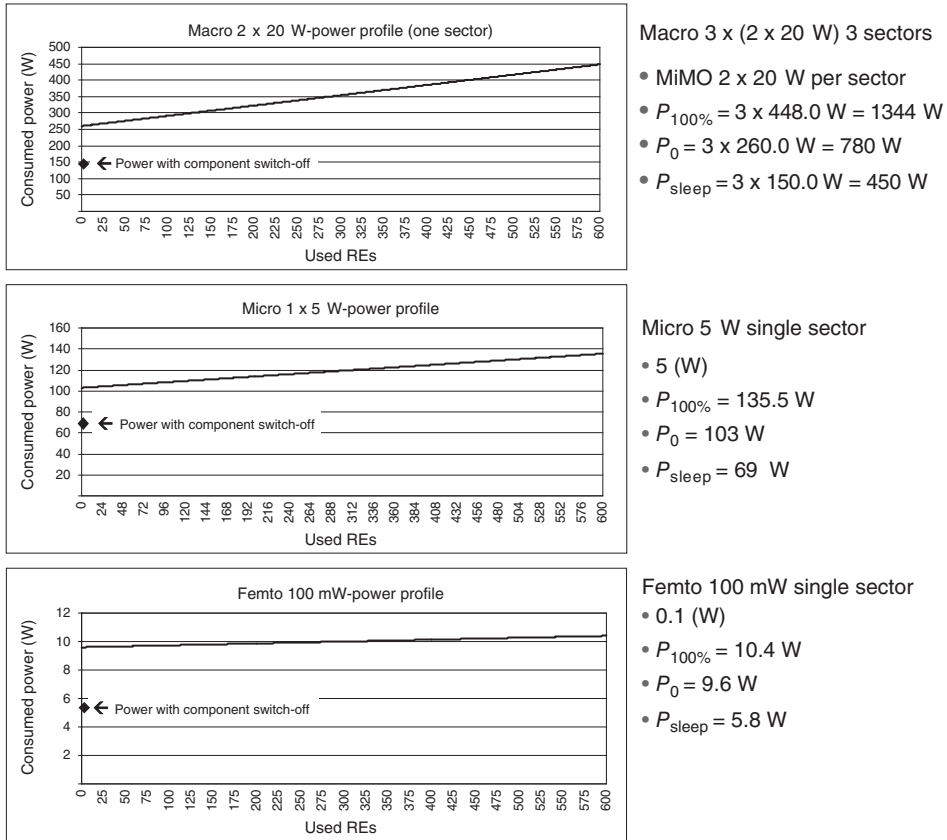 Macro 2 x 20 W-power profile (one sector)
Consumed power (W)
500
450
400
350
300
250
200
150
100
50
Power with component switch-off
0 25 50 75 100 125 150 175 200 225 250 275 300 325 350 375 400 425 450 475 500 525 550 575 600
Used REs
Macro 3 x (2 x 20 W) 3 sectors
• MiMO 2 x 20 W per sector
• P100% = 3 x 448.0 W = 1344 W
• P0 = 3 x 260.0 W = 780 W
• Psleep = 3 x 150.0 W = 450 W
Micro 1 x 5 W-power profile
Consumed power (W)
160
140
120
100
80
60
40
20
Power with component switch-off
0 24 48 72 96 120 144 168 192 216 240 264 288 312 336 360 384 408 432 456 480 504 528 552 576 600
Used REs
Micro 5 W single sector
• 5 (W)
• P100% = 135.5 W
• P0 = 103 W
• Psleep = 69 W
Femto 100 mW-power profile
Consumed power (W)
12
10
8
6
4
2
Power with component switch-off
0 25 50 75 100 125 150 175 200 225 250 275 300 325 350 375 400 425 450 475 500 525 550 575 600
Used REs
Femto 100 mW single sector
• 0.1 (W)
• P100% = 10.4 W
• P0 = 9.6 W
• Psleep = 5.8 W